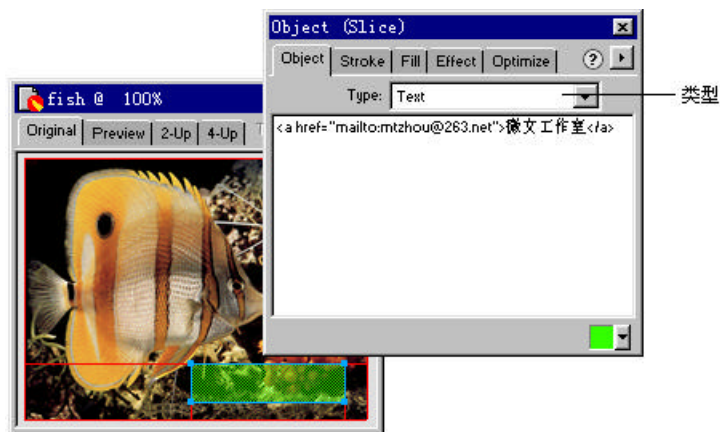 Object (Slice)
Object Stroke Fill Effect Optimize ?
Type: Text
类型
<a href="mailto:mtzhou@263.net">微文工作室</a>
fish @ 100%
Original Preview 2-Up 4-Up